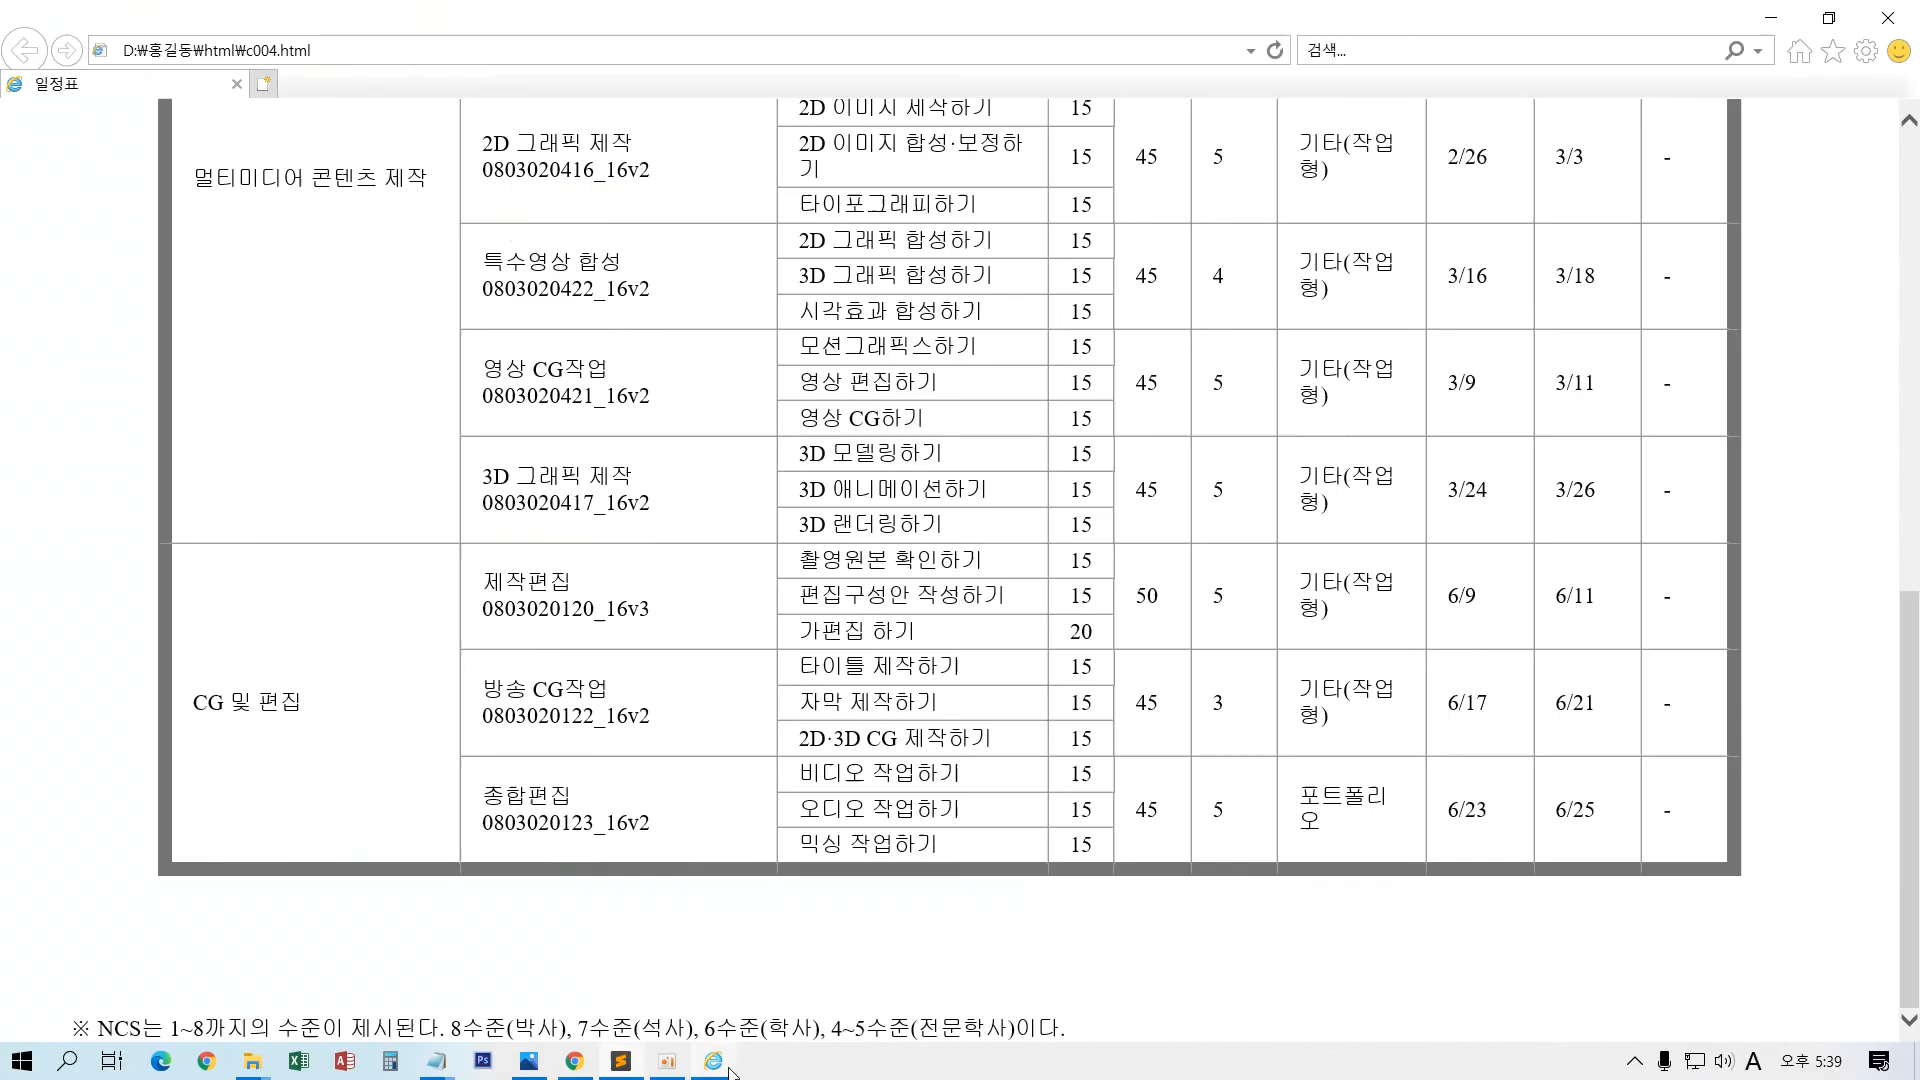 D:₩홍길동₩html₩c004.html
검색...
일정표
2D 이미지 제작하기 15
멀티미디어 콘텐츠 제작
2D 그래픽 제작
0803020416_16v2
2D 이미지 합성·보정하
기
15 45 5
기타(작업
형)
2/26 3/3 -
타이포그래피하기 15
특수영상 합성
0803020422_16v2
2D 그래픽 합성하기 15
3D 그래픽 합성하기 15 45 4
기타(작업
형)
3/16 3/18 -
시각효과 합성하기 15
영상 CG작업
0803020421_16v2
모션그래픽스하기 15
영상 편집하기 15 45 5
기타(작업
형)
3/9 3/11 -
영상 CG하기 15
3D 그래픽 제작
0803020417_16v2
3D 모델링하기 15
3D 애니메이션하기 15 45 5
기타(작업
형)
3/24 3/26 -
3D 랜더링하기 15
CG 및 편집
제작편집
0803020120_16v3
촬영원본 확인하기 15
편집구성안 작성하기 15 50 5
기타(작업
형)
6/9 6/11 -
가편집 하기 20
방송 CG작업
0803020122_16v2
타이틀 제작하기 15
자막 제작하기 15 45 3
기타(작업
형)
6/17 6/21 -
2D·3D CG 제작하기 15
종합편집
0803020123_16v2
비디오 작업하기 15
오디오 작업하기 15 45 5
포트폴리
오
6/23 6/25 -
믹싱 작업하기 15
※ NCS는 1~8까지의 수준이 제시된다. 8수준(박사), 7수준(석사), 6수준(학사), 4~5수준(전문학사)이다.
Ps
A 오후 5:39